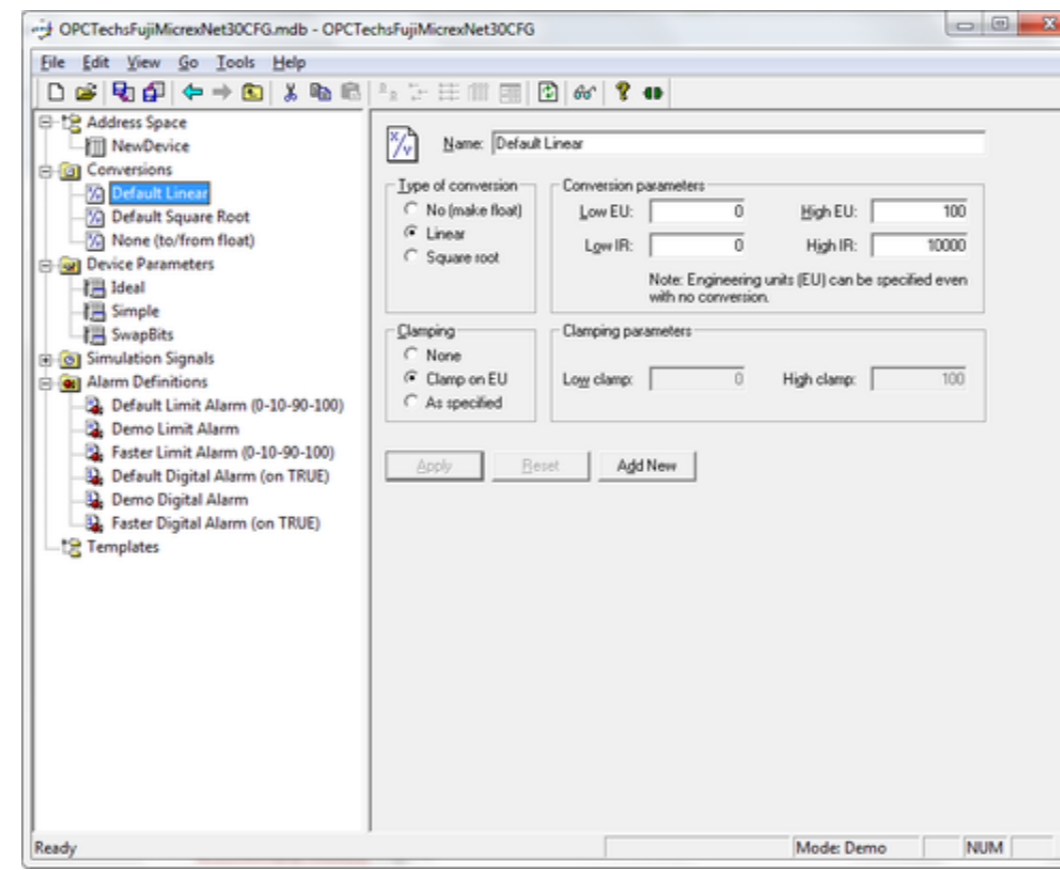 OPCTechsFujiMicrexNet30CFG.mdb - OPCTechsFujiMicrexNet30CFG
File Edit View Go Tools Help
Address Space
NewDevice
Conversions
Default Linear
Default Square Root
None (to/from float)
Device Parameters
Ideal
Simple
SwapBits
Simulation Signals
Alarm Definitions
Default Limit Alarm (0-10-90-100)
Demo Limit Alarm
Faster Limit Alarm (0-10-90-100)
Default Digital Alarm (on TRUE)
Demo Digital Alarm
Faster Digital Alarm (on TRUE)
Templates
X/Y Name: Default Linear
Type of conversion
No (make float)
Linear
Square root
Conversion parameters
Low EU: 0 High EU: 100
Low IR: 0 High IR: 10000
Note: Engineering units (EU) can be specified even
with no conversion.
Clamping
None
Clamp on EU
As specified
Clamping parameters
Low clamp: 0 High clamp: 100
Apply Reset Add New
Ready Mode: Demo NUM